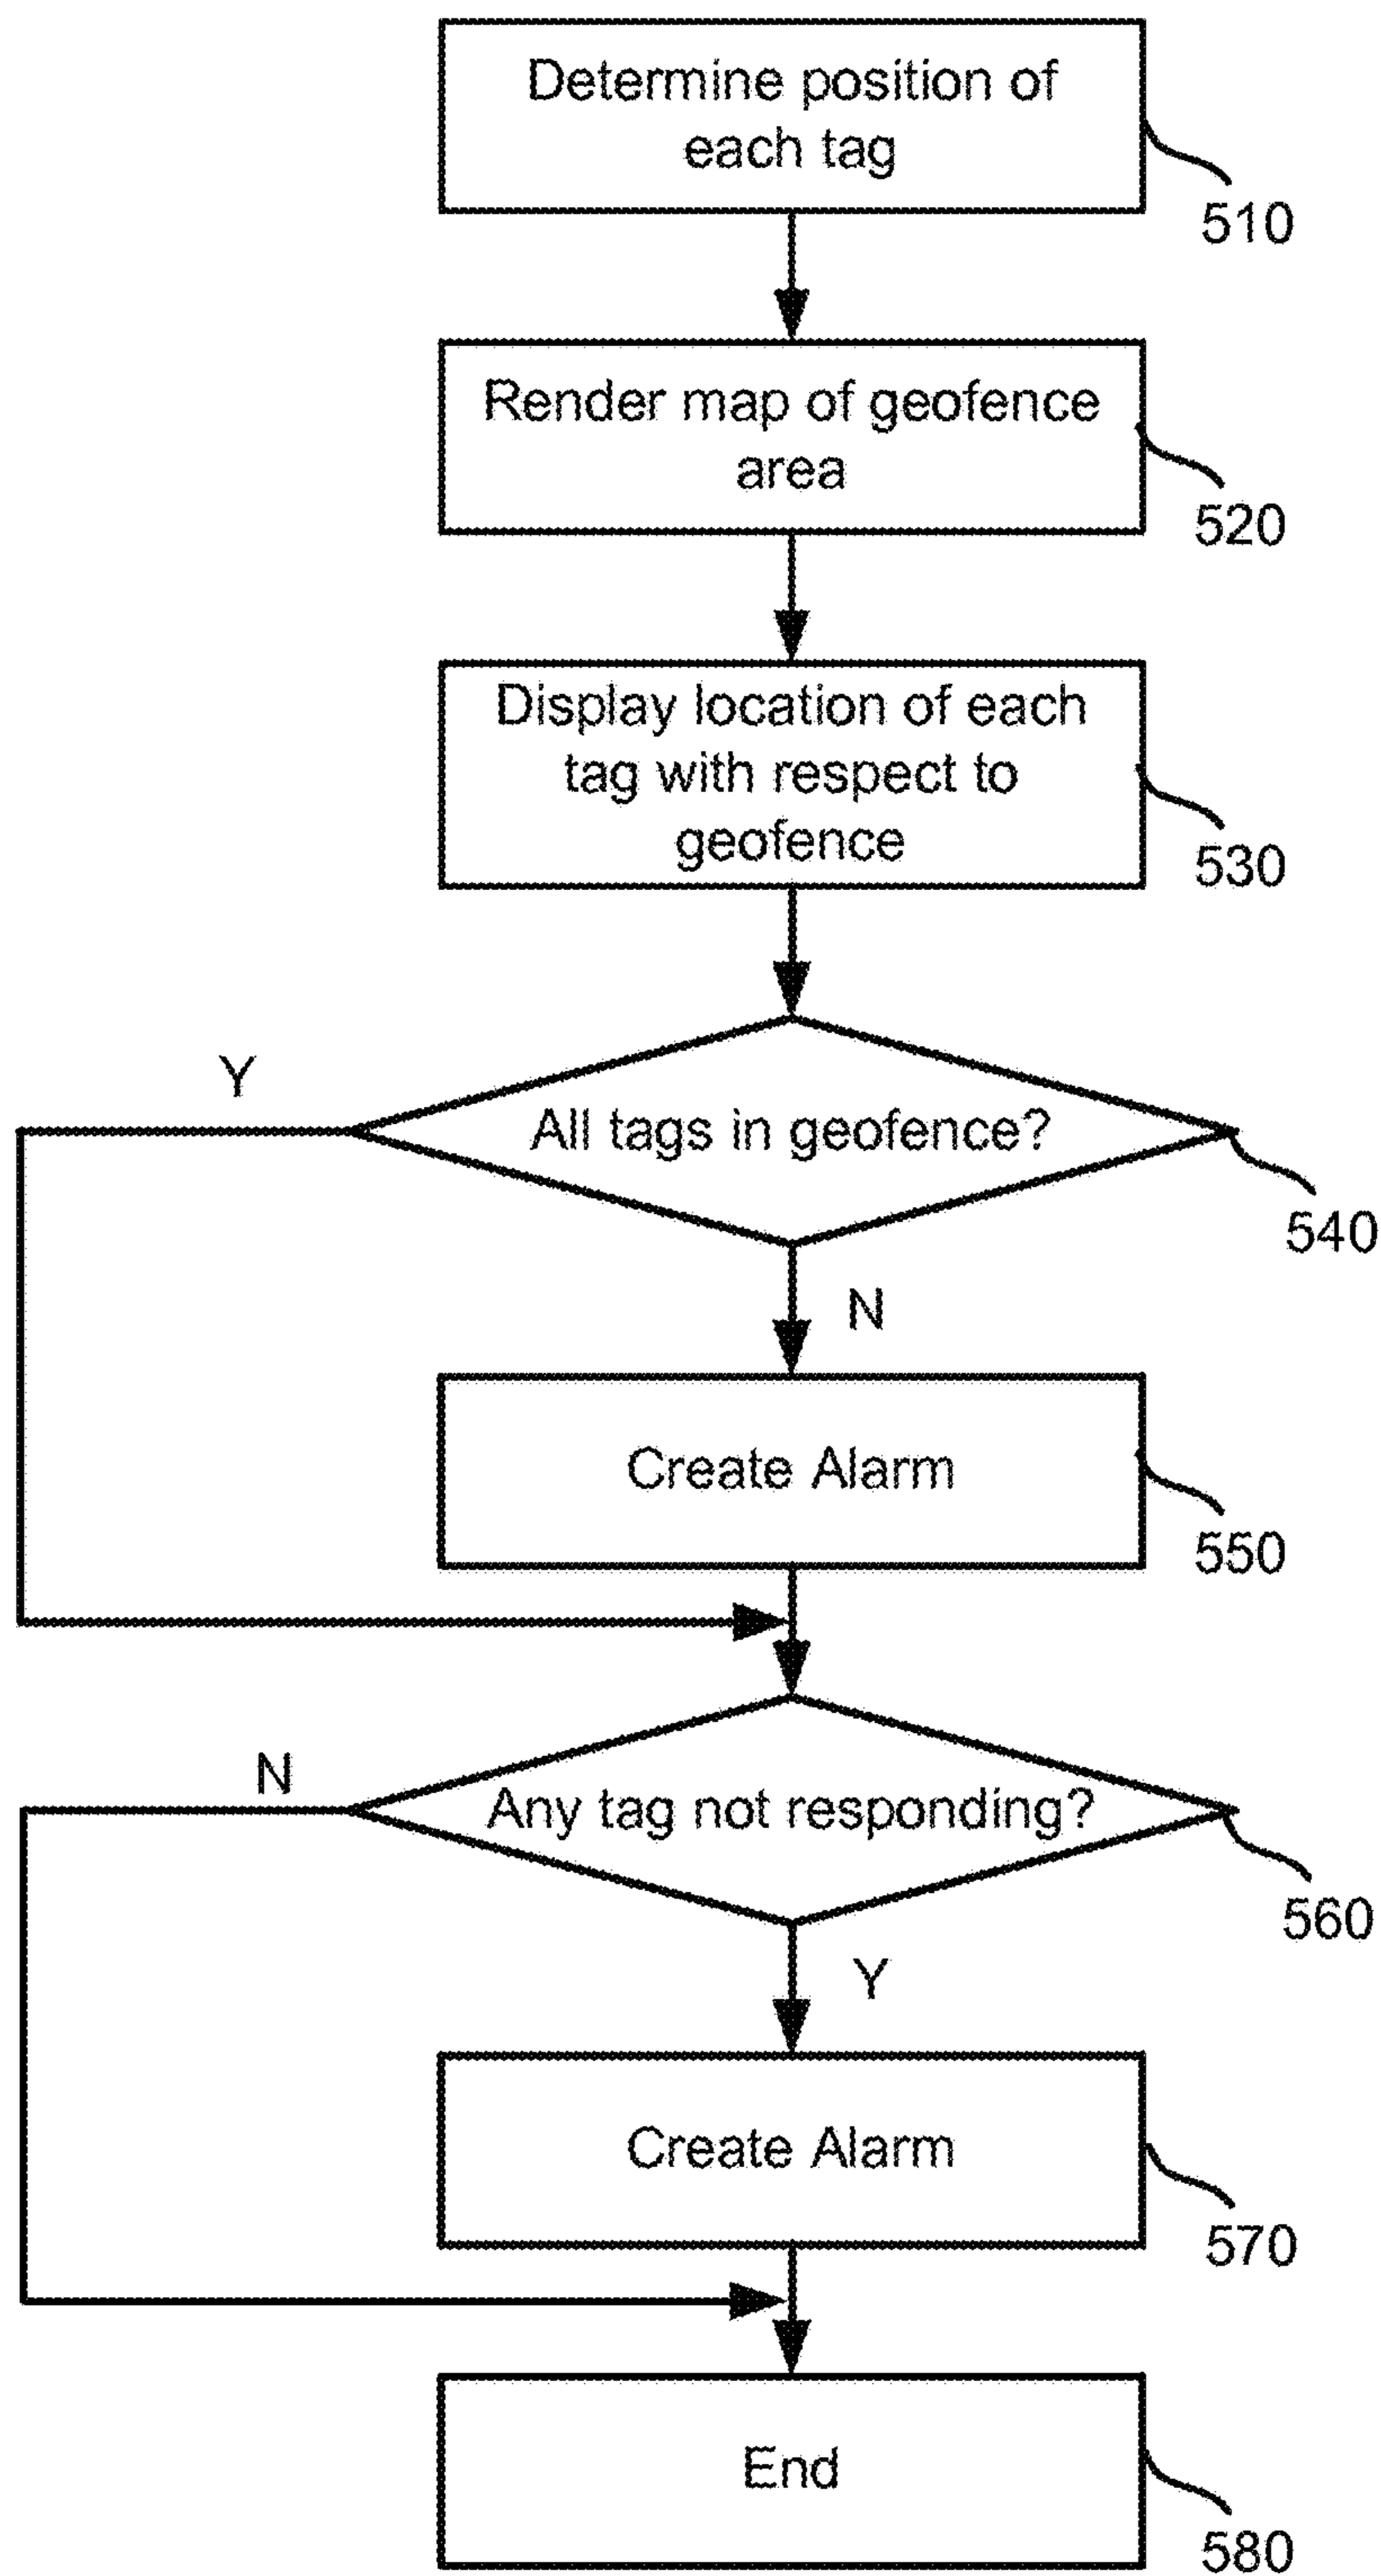 Determine position of
each tag
510
Render map of geofence
area
520
Display location of each
tag with respect to
geofence
530
Y
All tags in geofence?
540
N
Create Alarm
550
N
Any tag not responding?
560
Y
Create Alarm
570
End
580